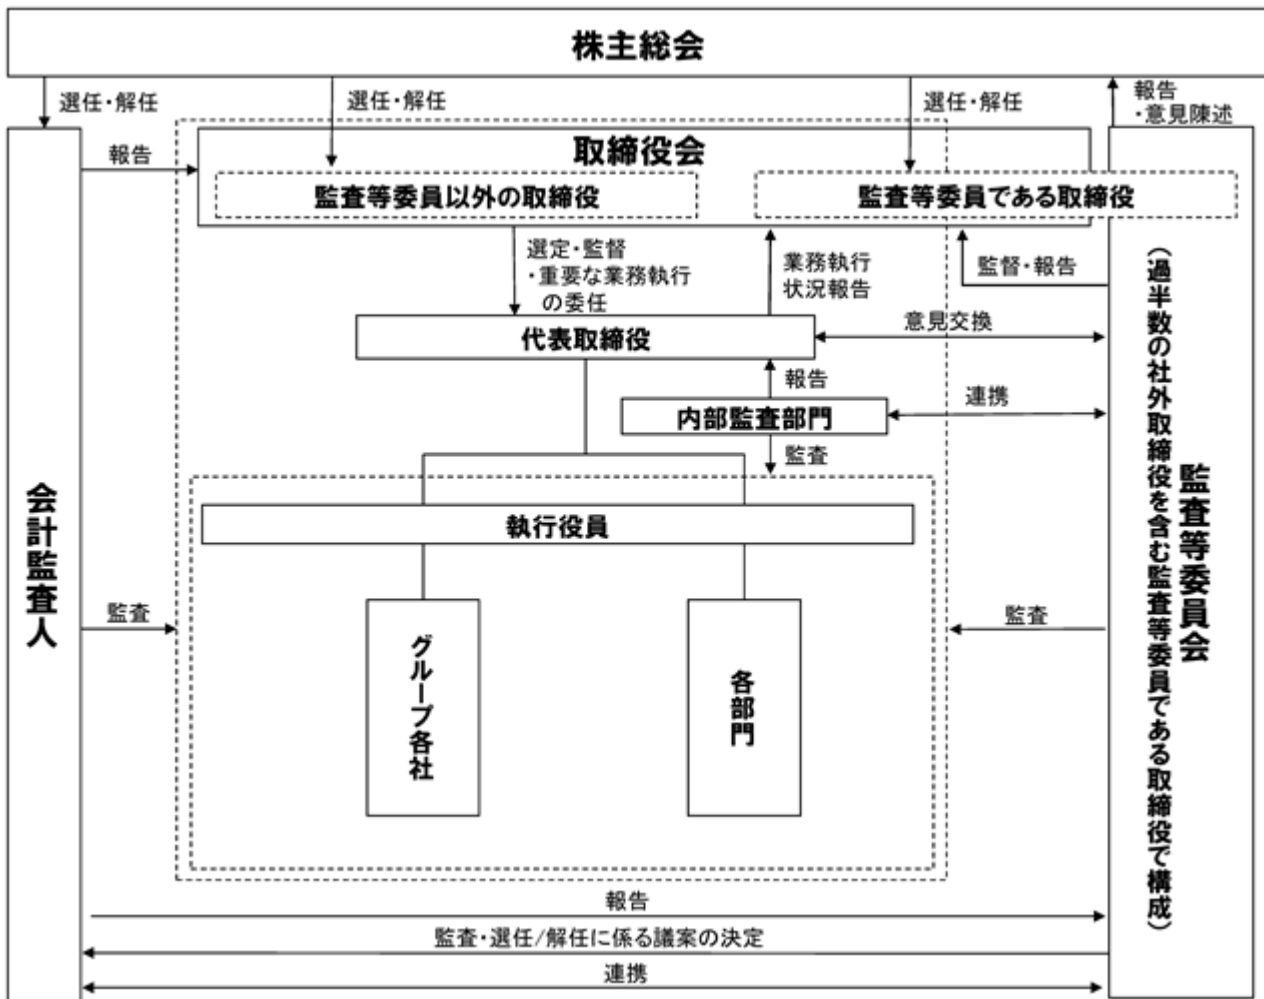 株主総会
選任・解任
選任・解任
選任・解任
報告
・意見陳述
報告
取締役会
監査等委員以外の取締役
監査等委員である取締役
選定・監督
・重要な業務執行
の委任
業務執行
状況報告
監督・報告
代表取締役
意見交換
報告
内部監査部門
連携
監査
執行役員
会計監査人
監査
グループ各社
各部門
監査
監査等委員会
（過半数の社外取締役を含む監査等委員である取締役で構成）
報告
監査・選任/解任に係る議案の決定
連携